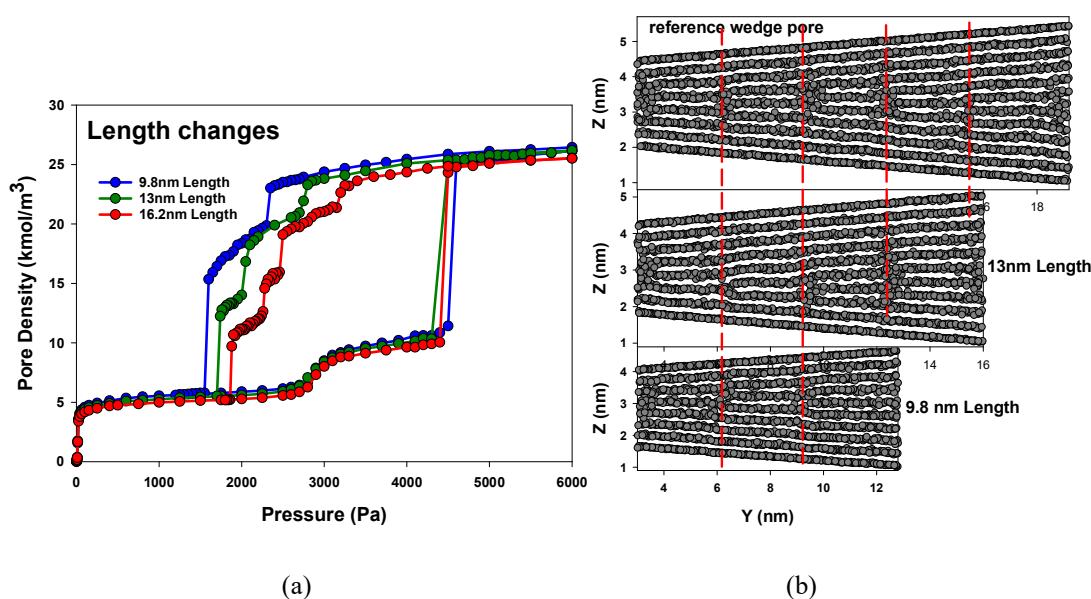 Length changes
9.8nm Length
13nm Length
16.2nm Length
Pore Density (kmol/m³)
30
25
20
15
10
5
0
0 1000 2000 3000 4000 5000 6000
Pressure (Pa)
(a)
reference wedge pore
Z (nm)
5
4
3
2
1
16 18
Z (nm)
5
4
3
2
1
13nm Length
14 16
Z (nm)
4
3
2
1
9.8 nm Length
4 6 8 10 12
Y (nm)
(b)